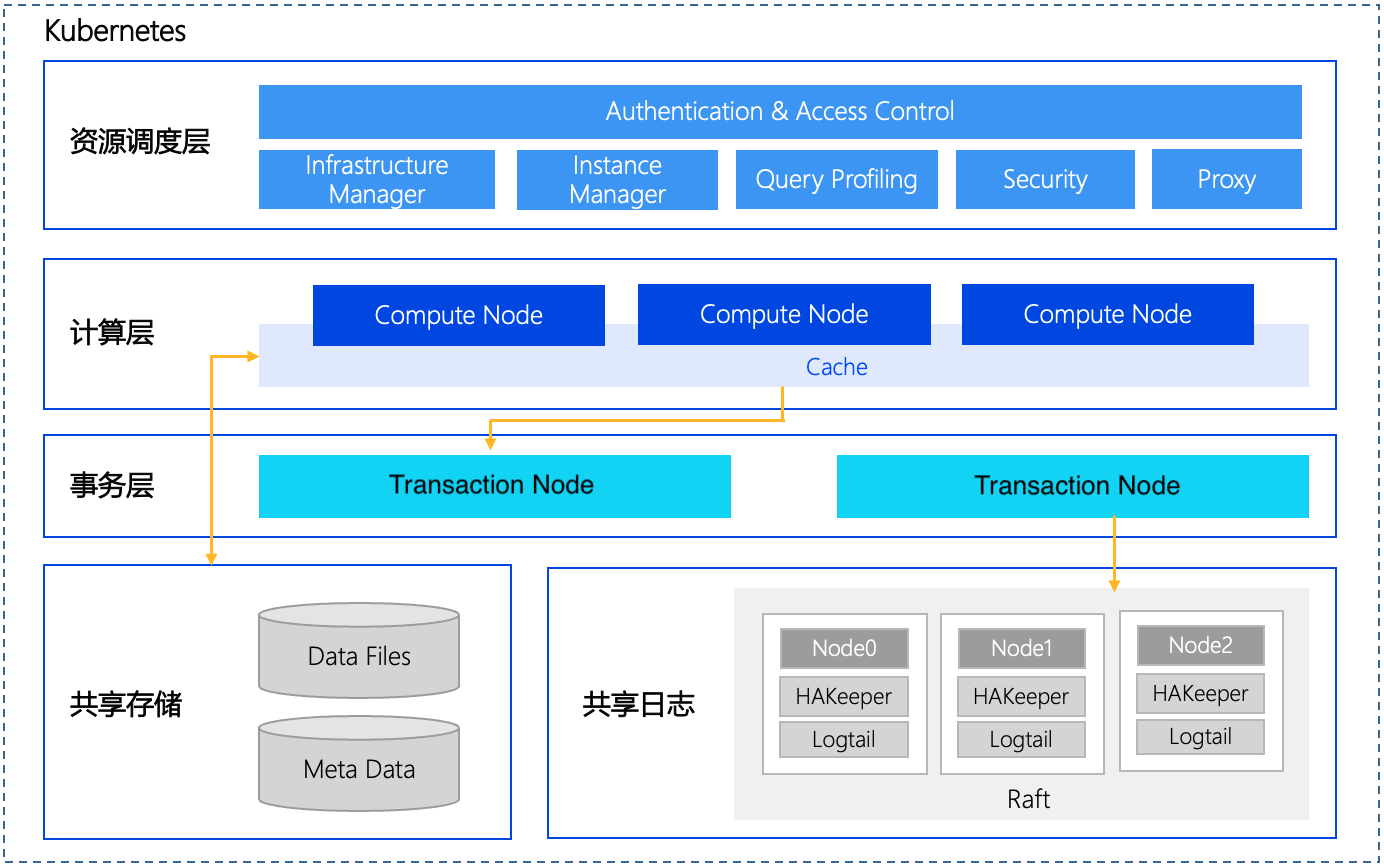 Kubernetes
资源调度层
Authentication & Access Control
Infrastructure
Manager
Instance
Manager
Query Profiling
Security
Proxy
计算层
Compute Node
Compute Node
Compute Node
Cache
事务层
Transaction Node
Transaction Node
共享存储
Data Files
Meta Data
共享日志
Node0
HAKeeper
Logtail
Node1
HAKeeper
Logtail
Node2
HAKeeper
Logtail
Raft